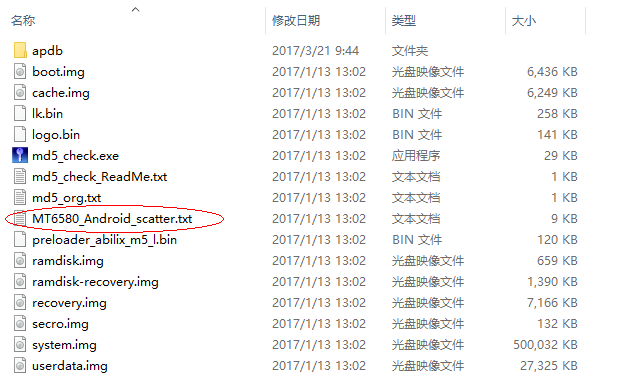 名称 修改日期 类型 大小
apdb 2017/3/21 9:44 文件夹
boot.img 2017/1/13 13:02 光盘映像文件 6,436 KB
cache.img 2017/1/13 13:02 光盘映像文件 6,249 KB
lk.bin 2017/1/13 13:02 BIN 文件 258 KB
logo.bin 2017/1/13 13:02 BIN 文件 141 KB
md5_check.exe 2017/1/13 13:02 应用程序 29 KB
md5_check_ReadMe.txt 2017/1/13 13:02 文本文档 1 KB
md5_org.txt 2017/1/13 13:02 文本文档 1 KB
MT6580_Android_scatter.txt 2017/1/13 13:02 文本文档 9 KB
preloader_abilix_m5_l.bin 2017/1/13 13:02 BIN 文件 120 KB
ramdisk.img 2017/1/13 13:02 光盘映像文件 659 KB
ramdisk-recovery.img 2017/1/13 13:02 光盘映像文件 1,390 KB
recovery.img 2017/1/13 13:02 光盘映像文件 7,166 KB
secro.img 2017/1/13 13:02 光盘映像文件 132 KB
system.img 2017/1/13 13:02 光盘映像文件 500,032 KB
userdata.img 2017/1/13 13:02 光盘映像文件 27,325 KB